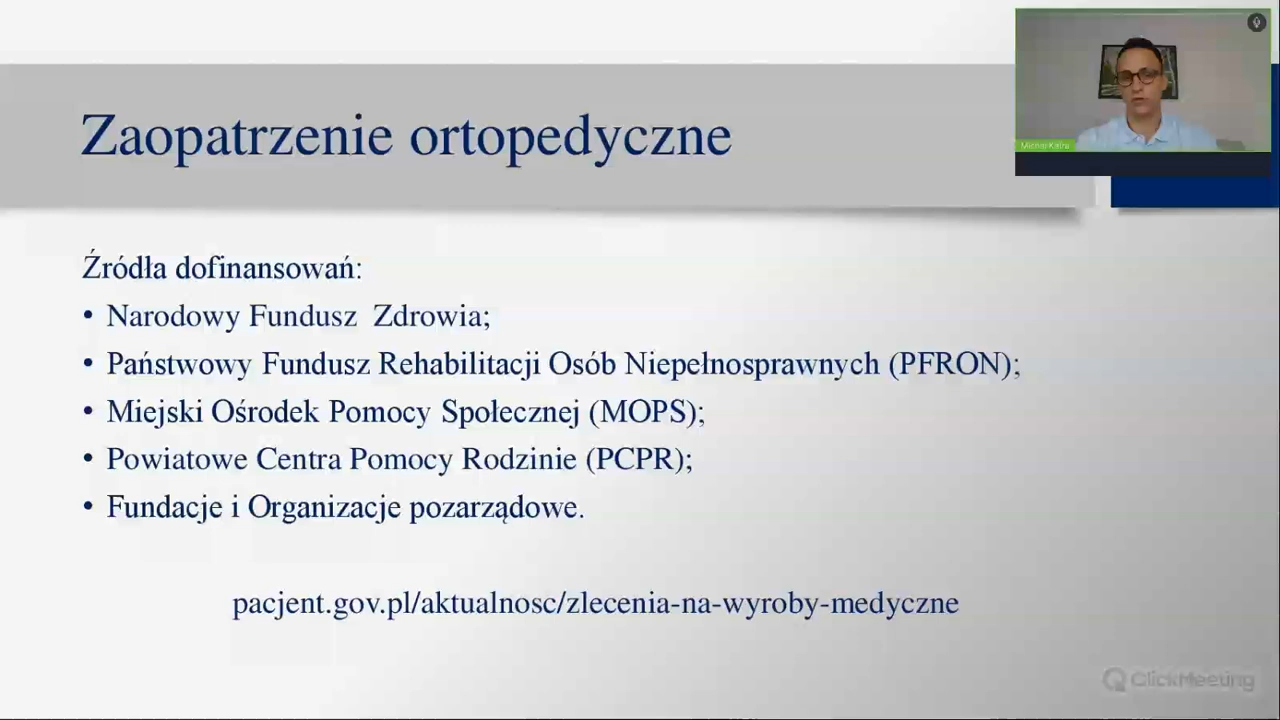 Zaopatrzenie ortopedyczne
Źródła dofinansowań:
• Narodowy Fundusz Zdrowia;
• Państwowy Fundusz Rehabilitacji Osób Niepełnosprawnych (PFRON);
• Miejski Ośrodek Pomocy Społecznej (MOPS);
• Powiatowe Centra Pomocy Rodzinie (PCPR);
• Fundacje i Organizacje pozarządowe.
pacjent.gov.pl/aktualnosc/zlecenia-na-wyroby-medyczne
ClickMeeting